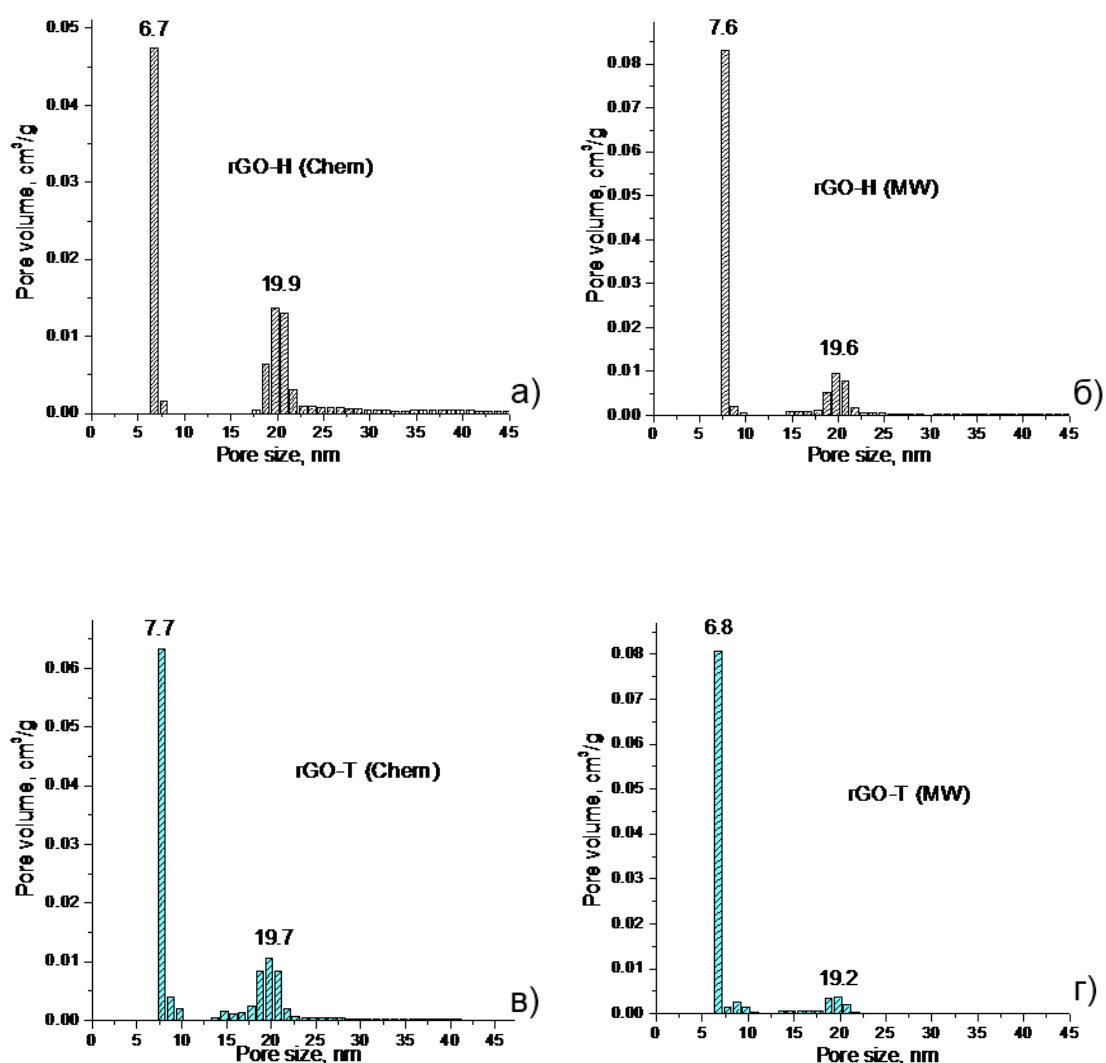 6.7
0.05
0.04
0.03
0.02
0.01
0.00
Pore volume, cm³/g
rGO-H (Chem)
19.9
а)
0 5 10 15 20 25 30 35 40 45
Pore size, nm
7.6
0.08
0.07
0.06
0.05
0.04
0.03
0.02
0.01
0.00
Pore volume, cm³/g
rGO-H (MW)
19.6
б)
0 5 10 15 20 25 30 35 40 45
Pore size, nm
7.7
0.06
0.05
0.04
0.03
0.02
0.01
0.00
Pore volume, cm³/g
rGO-T (Chem)
19.7
в)
0 5 10 15 20 25 30 35 40 45
Pore size, nm
6.8
0.08
0.07
0.06
0.05
0.04
0.03
0.02
0.01
0.00
Pore volume, cm³/g
rGO-T (MW)
19.2
г)
0 5 10 15 20 25 30 35 40 45
Pore size, nm